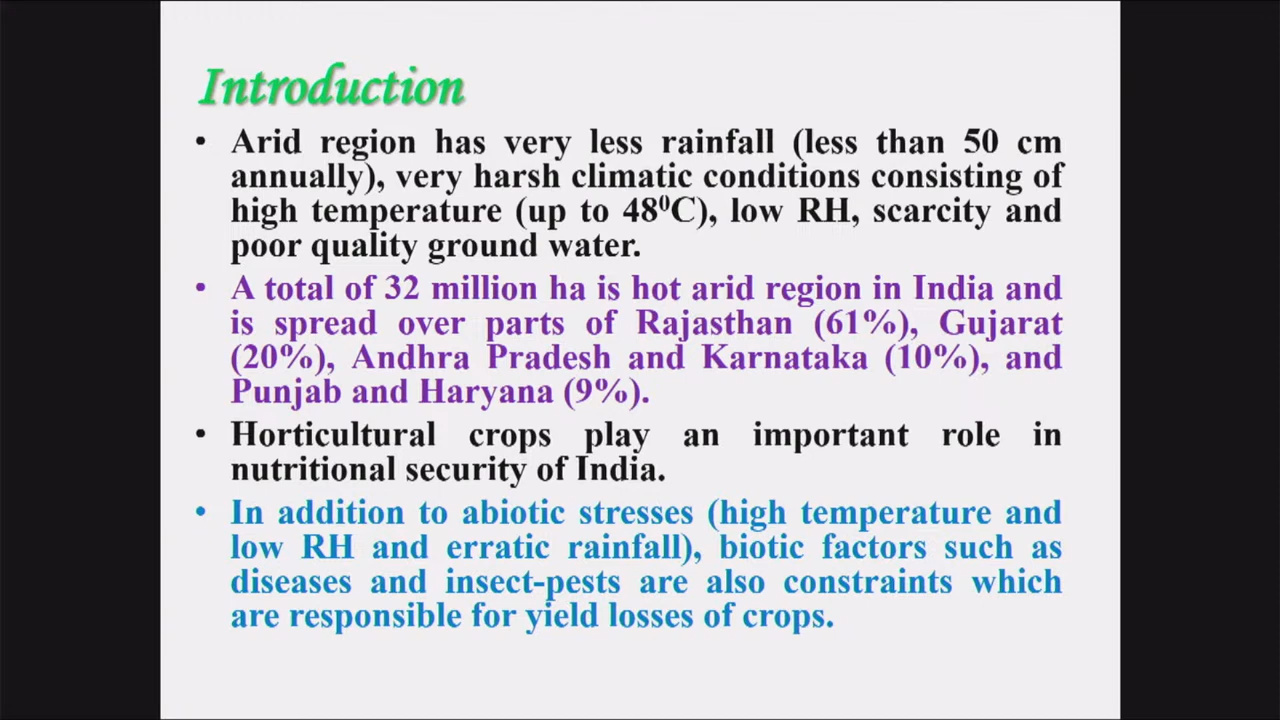 Introduction
• Arid region has very less rainfall (less than 50 cm
annually), very harsh climatic conditions consisting of
high temperature (up to 48⁰C), low RH, scarcity and
poor quality ground water.
• A total of 32 million ha is hot arid region in India and
is spread over parts of Rajasthan (61%), Gujarat
(20%), Andhra Pradesh and Karnataka (10%), and
Punjab and Haryana (9%).
• Horticultural crops play an important role in
nutritional security of India.
• In addition to abiotic stresses (high temperature and
low RH and erratic rainfall), biotic factors such as
diseases and insect-pests are also constraints which
are responsible for yield losses of crops.